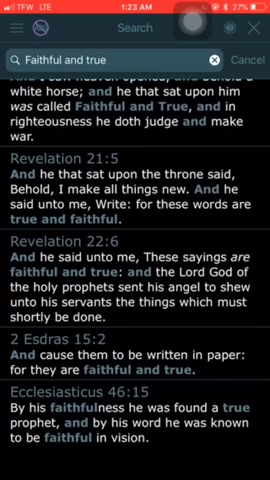 TFW LTE 1:23 AM 27%
Search
Faithful and true Cancel
And I saw heaven opened, and behold a
white horse; and he that sat upon him
was called Faithful and True, and in
righteousness he doth judge and make
war.
Revelation 21:5
And he that sat upon the throne said,
Behold, I make all things new. And he
said unto me, Write: for these words are
true and faithful.
Revelation 22:6
And he said unto me, These sayings are
faithful and true: and the Lord God of
the holy prophets sent his angel to shew
unto his servants the things which must
shortly be done.
2 Esdras 15:2
And cause them to be written in paper:
for they are faithful and true.
Ecclesiasticus 46:15
By his faithfulness he was found a true
prophet, and by his word he was known
to be faithful in vision.